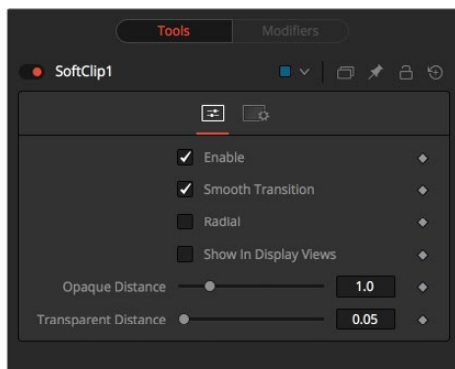 Tools Modifiers
SoftClip1
Enable
Smooth Transition
Radial
Show In Display Views
Opaque Distance 1.0
Transparent Distance 0.05